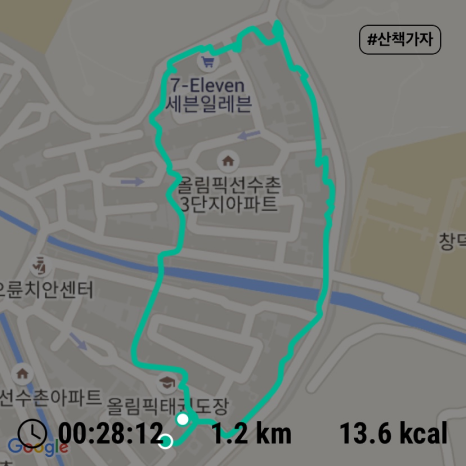 #산책가자
7-Eleven
세븐일레븐
올림픽선수촌
3단지아파트
창덕
오륜치안센터
선수촌아파트
올림픽태권도장
00:28:12
1.2 km
13.6 kcal
Google